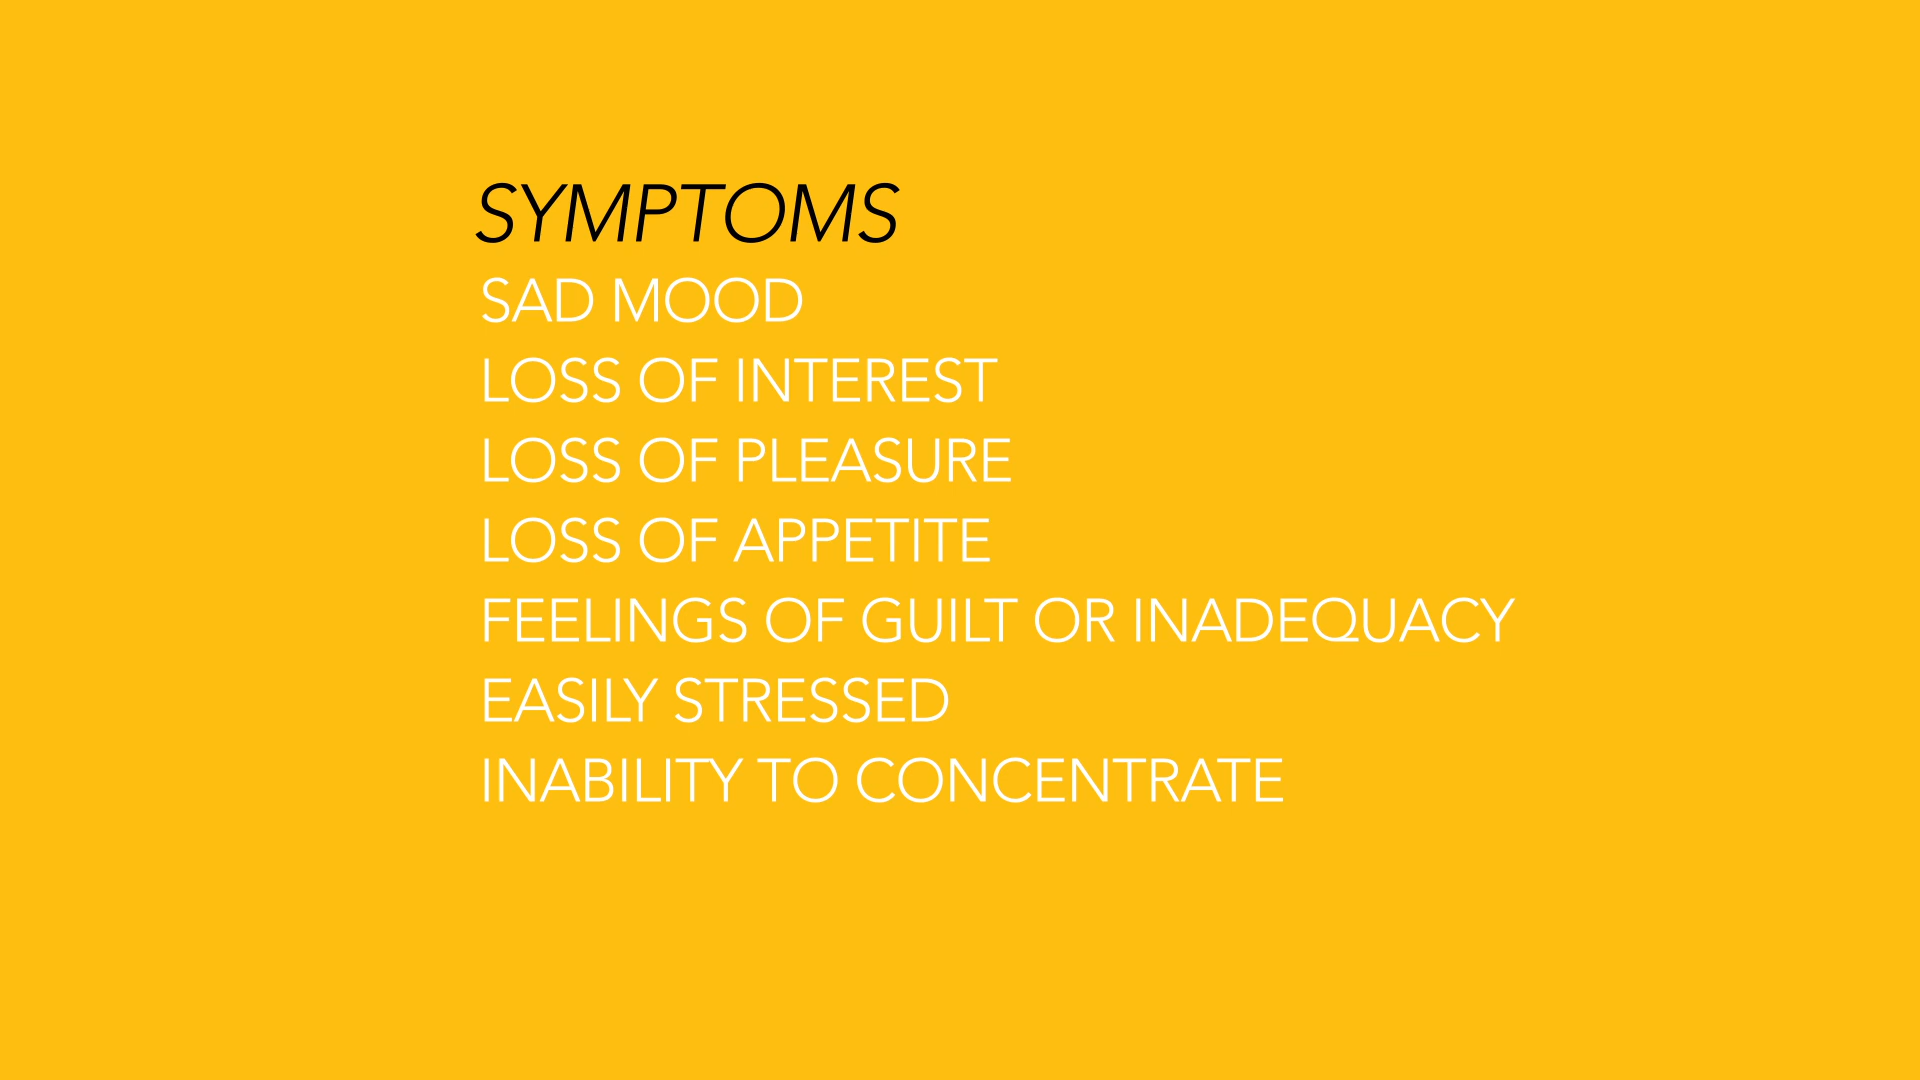 SYMPTOMS
SAD MOOD
LOSS OF INTEREST
LOSS OF PLEASURE
LOSS OF APPETITE
FEELINGS OF GUILT OR INADEQUACY
EASILY STRESSED
INABILITY TO CONCENTRATE